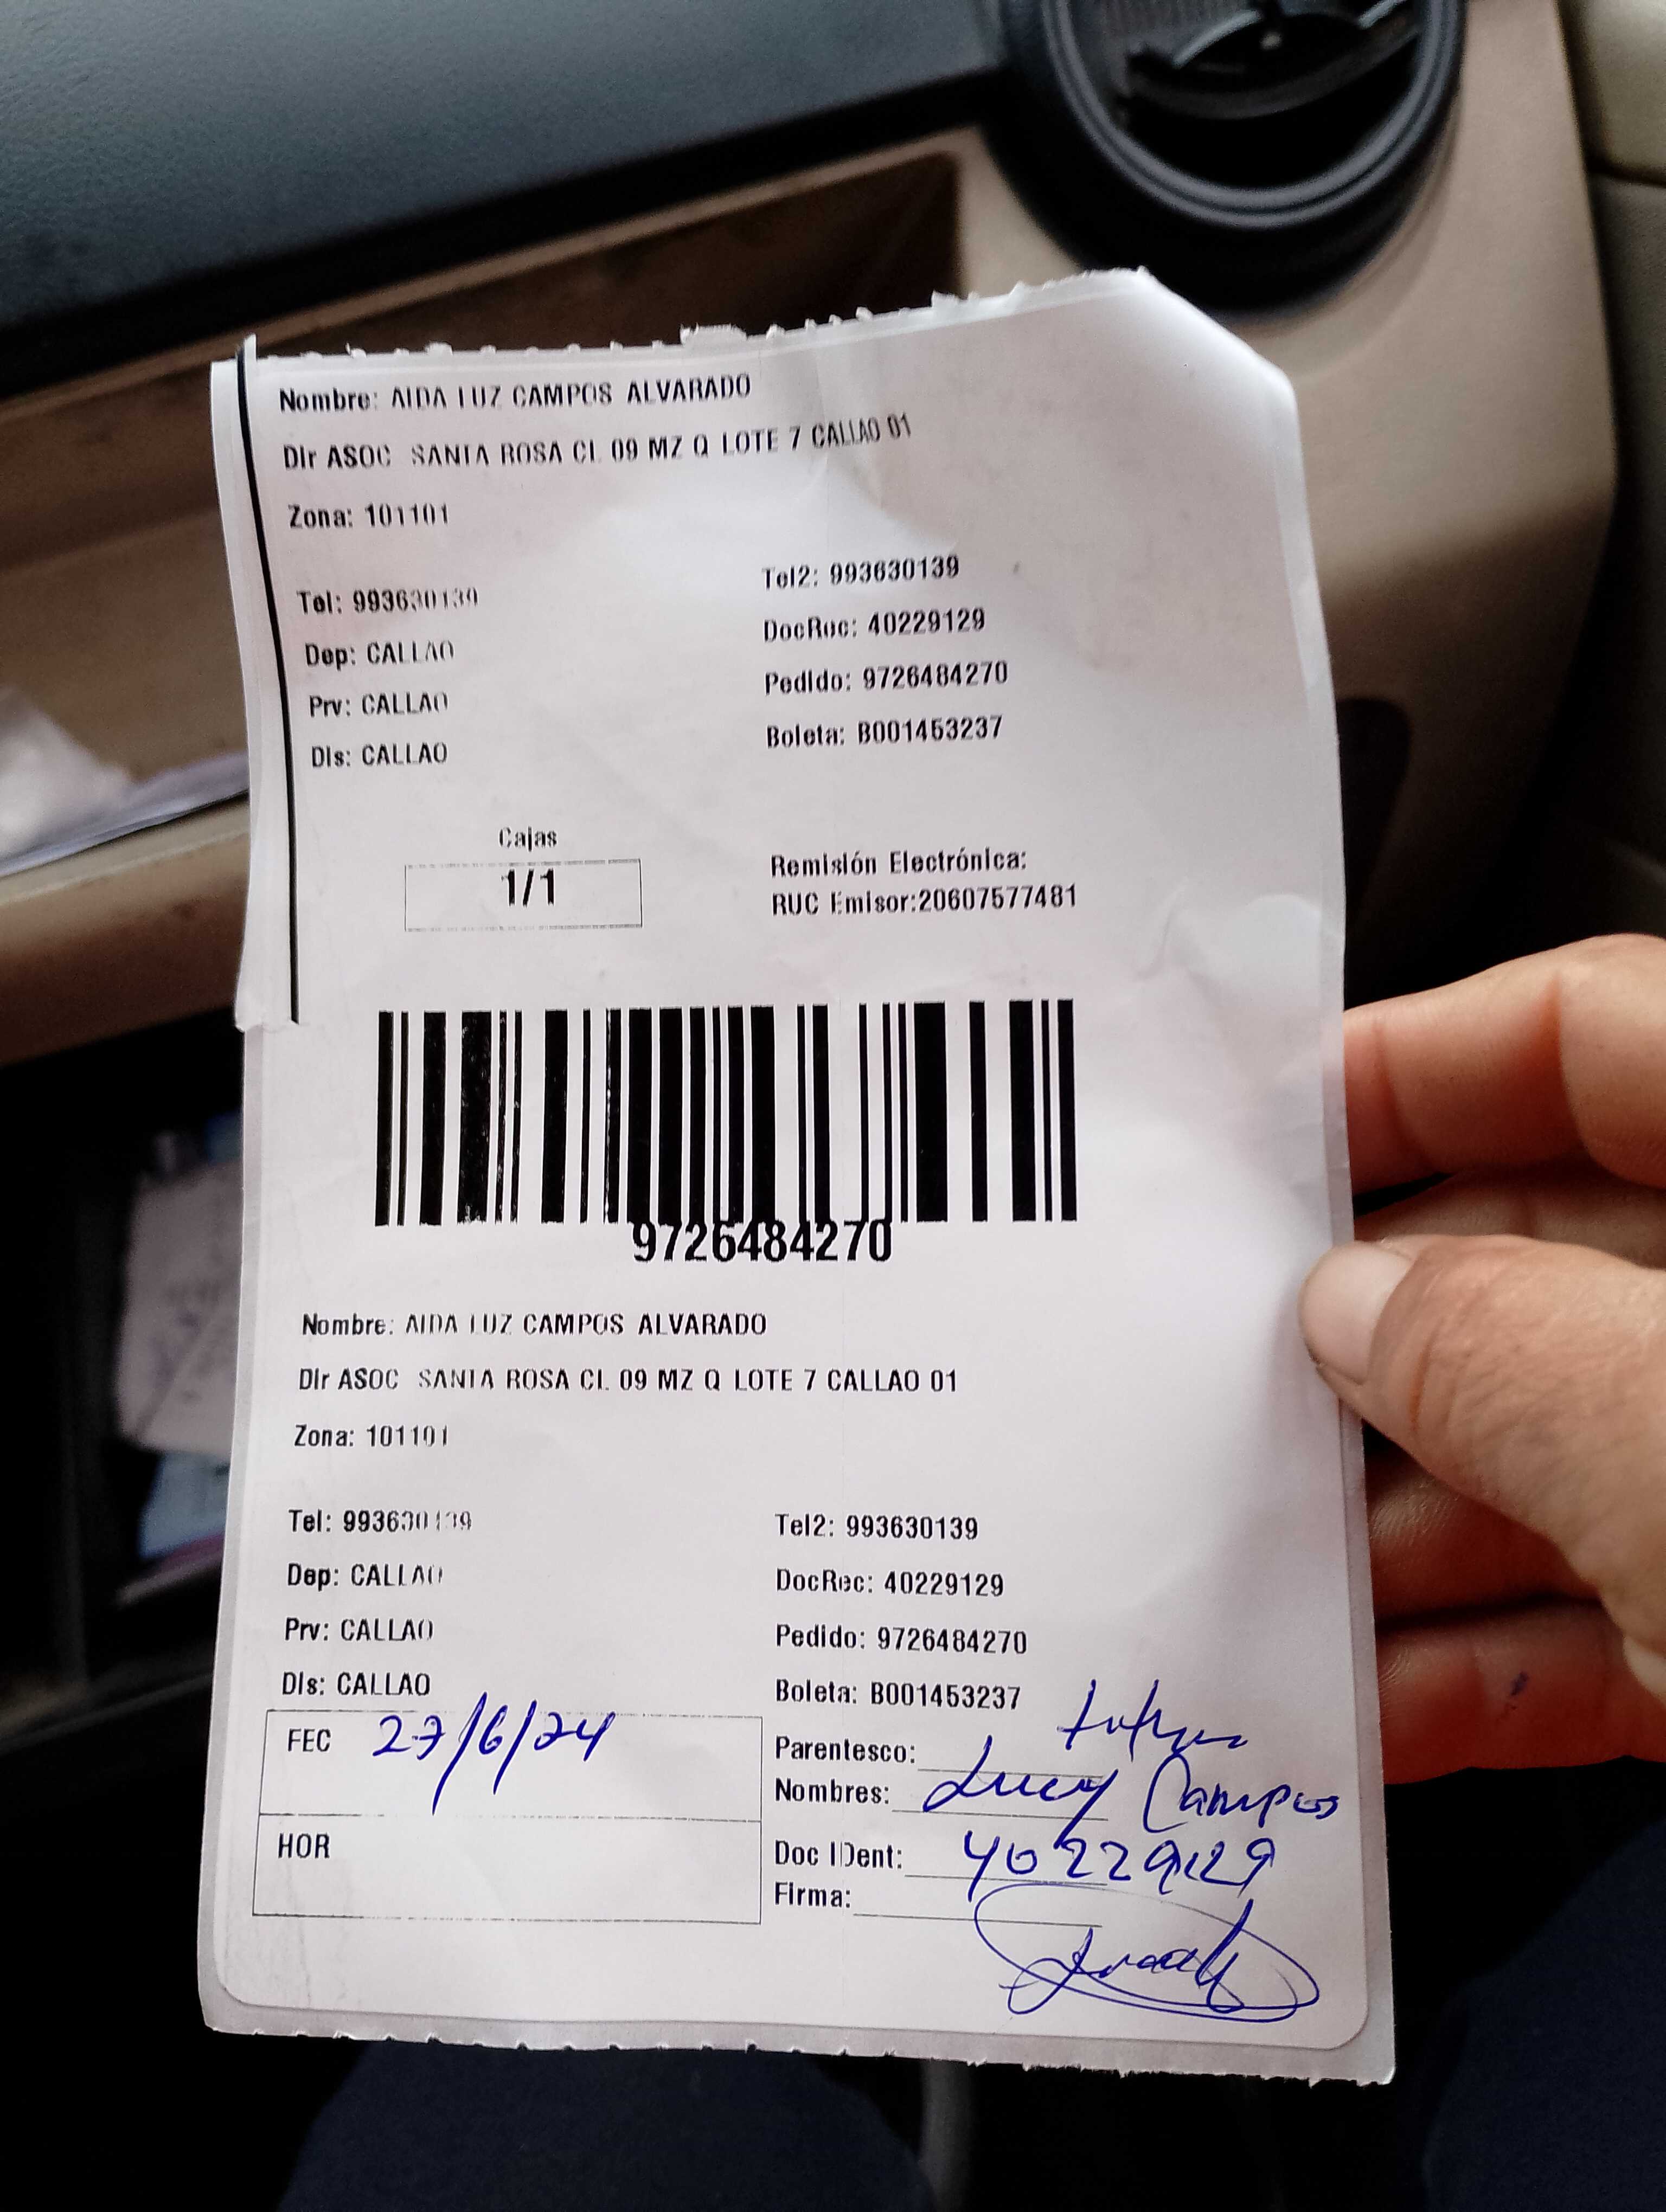 Nombre: AIDA LUZ CAMPOS ALVARADO
Dir ASOC SANTA ROSA CL 09 MZ Q LOTE 7 CALLAO 01
Zona: 101101
Tel: 993630139
Tel2: 993630139
Dep: CALLAO
DocRec: 40229129
Prv: CALLAO
Pedido: 9726484270
Dis: CALLAO
Boleta: B001453237
Cajas
1/1
Remisión Electrónica:
RUC Emisor:20607577481
9726484270
Nombre: AIDA LUZ CAMPOS ALVARADO
Dir ASOC SANTA ROSA CL 09 MZ Q LOTE 7 CALLAO 01
Zona: 101101
Tel: 993630139
Tel2: 993630139
Dep: CALLAO
DocRec: 40229129
Prv: CALLAO
Pedido: 9726484270
Dis: CALLAO
Boleta: B001453237
FEC 27/6/24
Parentesco:
Nombres: Lucy Campos
HOR
Doc IDent: 40229129
Firma: